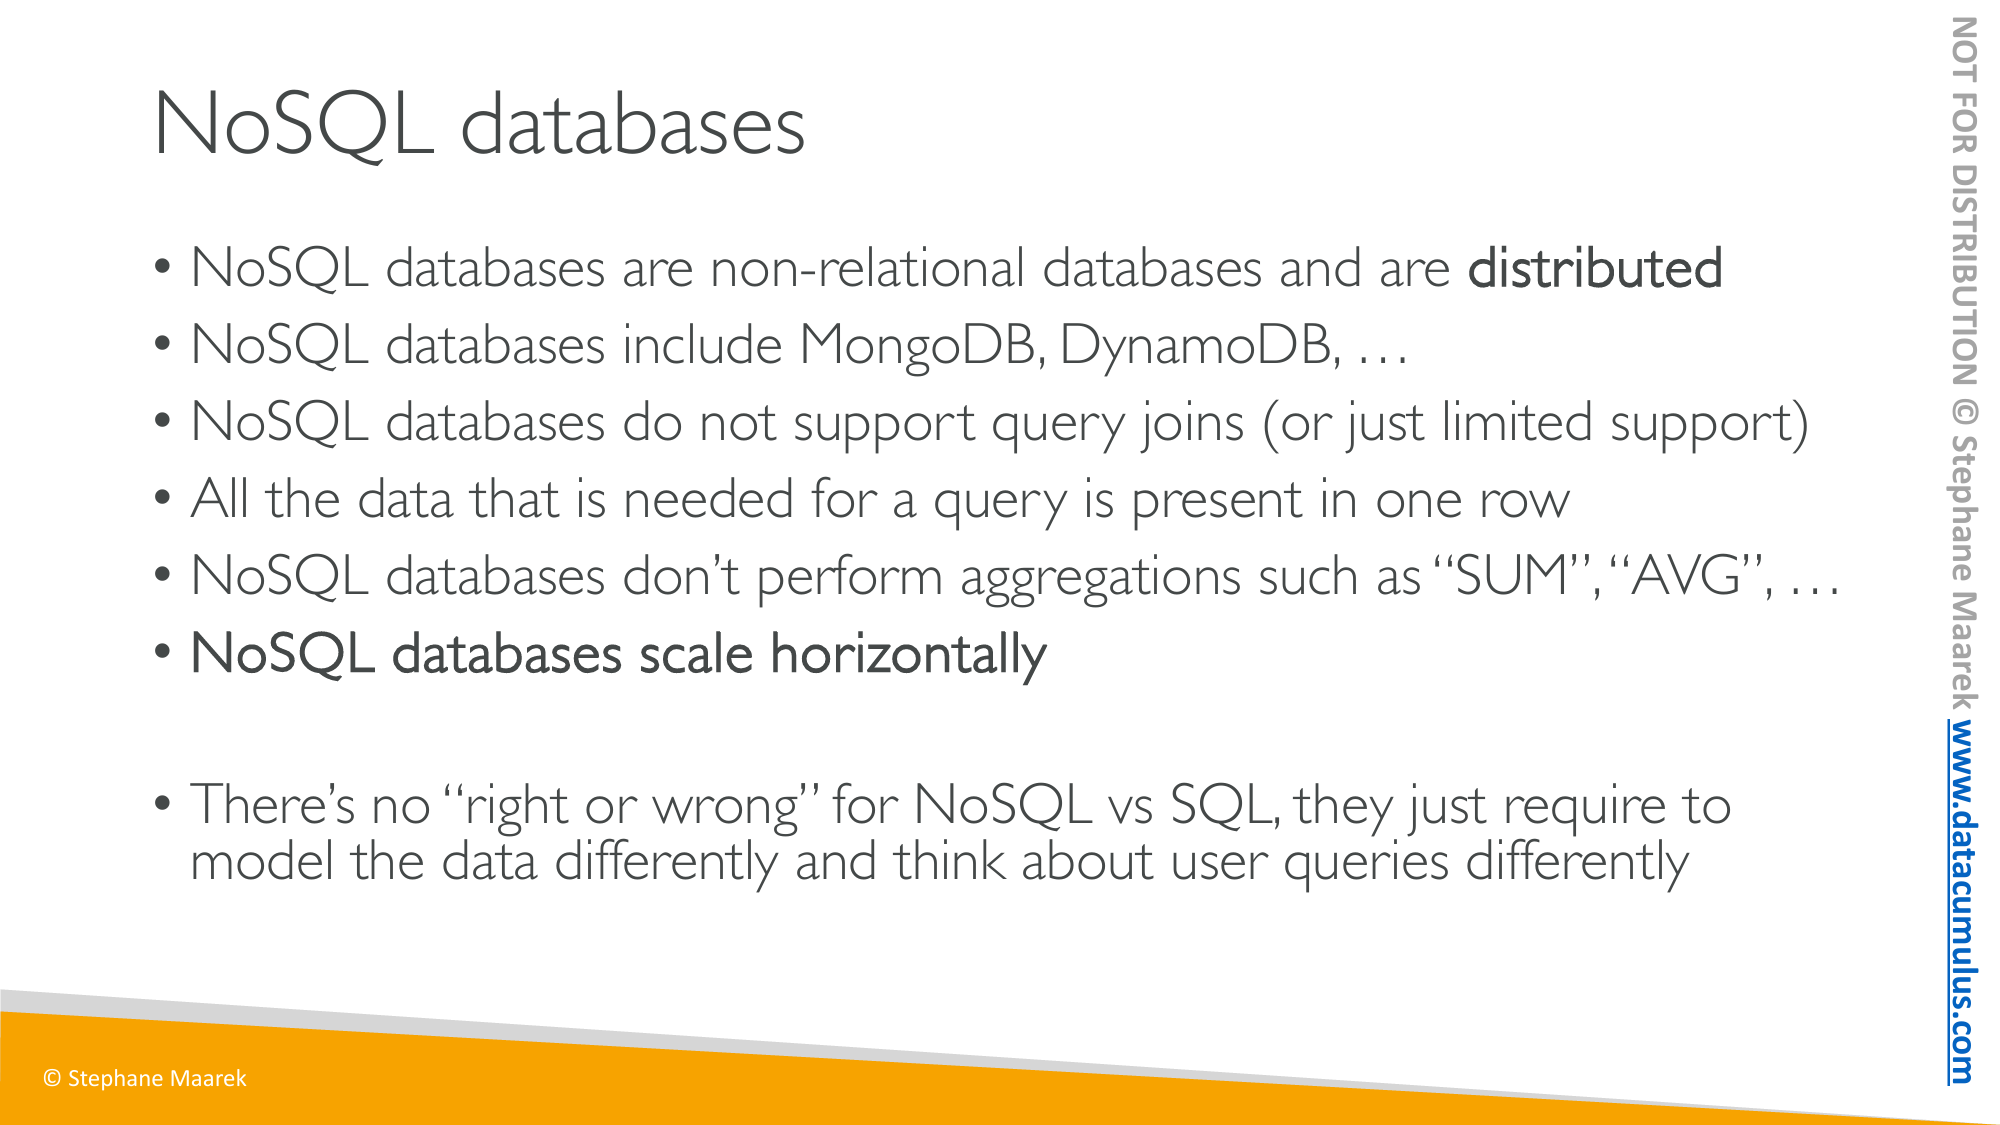 NoSQL databases
• NoSQL databases are non-relational databases and are distributed
• NoSQL databases include MongoDB, DynamoDB, …
• NoSQL databases do not support query joins (or just limited support)
• All the data that is needed for a query is present in one row
• NoSQL databases don’t perform aggregations such as “SUM”, “AVG”, …
• NoSQL databases scale horizontally
• There’s no “right or wrong” for NoSQL vs SQL, they just require to
model the data differently and think about user queries differently
© Stephane Maarek
NOT FOR DISTRIBUTION © Stephane Maarek www.datacumulus.com